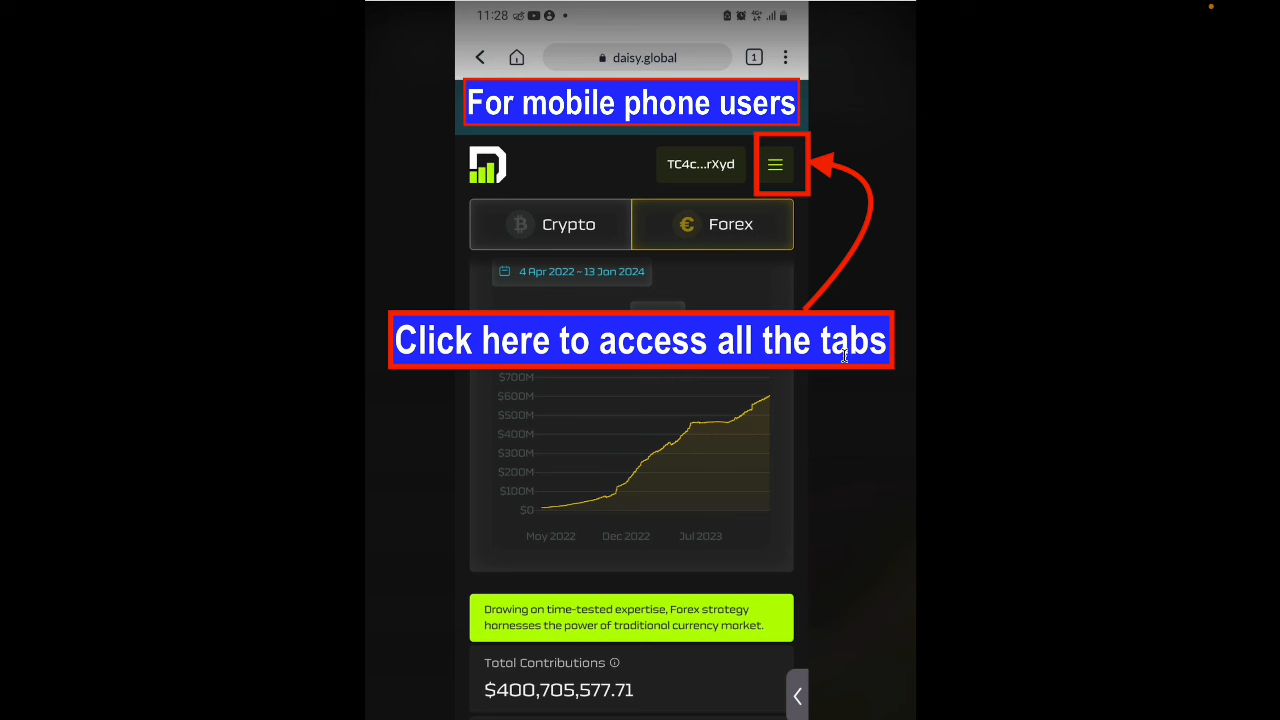 11:28
daisy.global
1
For mobile phone users
TC4c...rXyd
Crypto
Forex
4 Apr 2022 ~ 13 Jan 2024
Click here to access all the tabs
$700M
$600M
$500M
$400M
$300M
$200M
$100M
$0
May 2022 Dec 2022 Jul 2023
Drawing on time-tested expertise, Forex strategy
harnesses the power of traditional currency market.
Total Contributions
$400,705,577.71